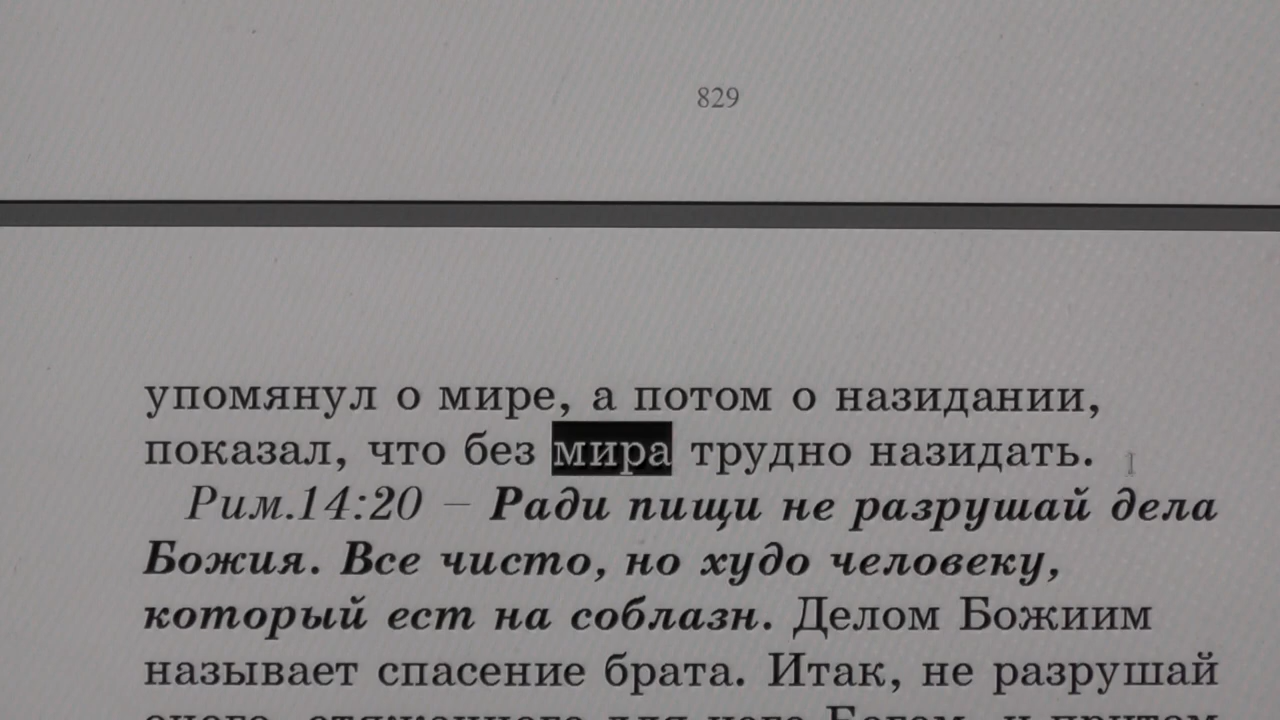 829
упомянул о мире, а потом о назидании,
показал, что без мира трудно назидать.
Рим.14:20 – Ради пищи не разрушай дела
Божия. Все чисто, но худо человеку,
который ест на соблазн. Делом Божиим
называет спасение брата. Итак, не разрушай